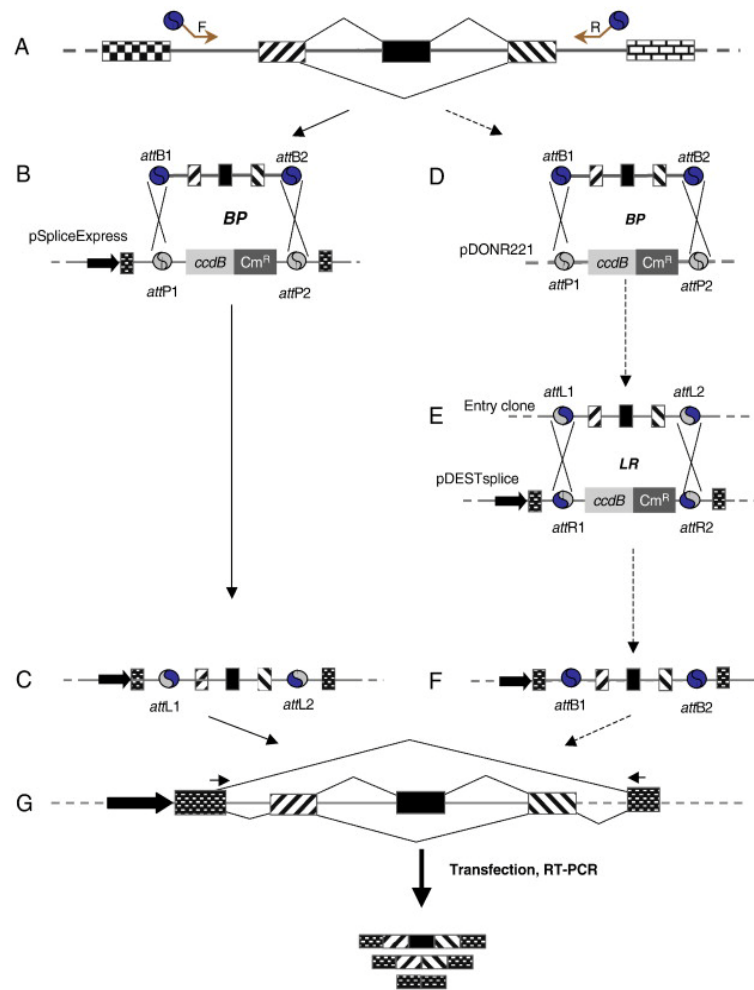 F
R
A
B
attB1
attB2
BP
pSpliceExpress
ccdB
CmR
attP1
attP2
D
attB1
attB2
BP
pDONR221
ccdB
CmR
attP1
attP2
E
attL1
attL2
Entry clone
LR
pDESTsplice
ccdB
CmR
attR1
attR2
C
attL1
attL2
F
attB1
attB2
G
Transfection, RT-PCR